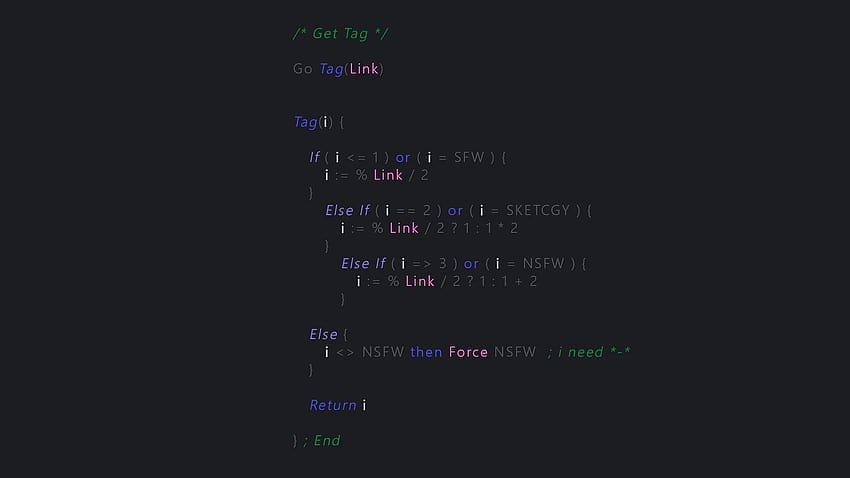 /* Get Tag */
Go Tag(Link)
Tag(i) {
If ( i <= 1 ) or ( i = SFW ) {
i := % Link / 2
}
Else If ( i == 2 ) or ( i = SKETCGY ) {
i := % Link / 2 ? 1 : 1 * 2
}
Else If ( i => 3 ) or ( i = NSFW ) {
i := % Link / 2 ? 1 : 1 + 2
}
Else {
i <> NSFW then Force NSFW ; i need *-*
}
Return i
} ; End